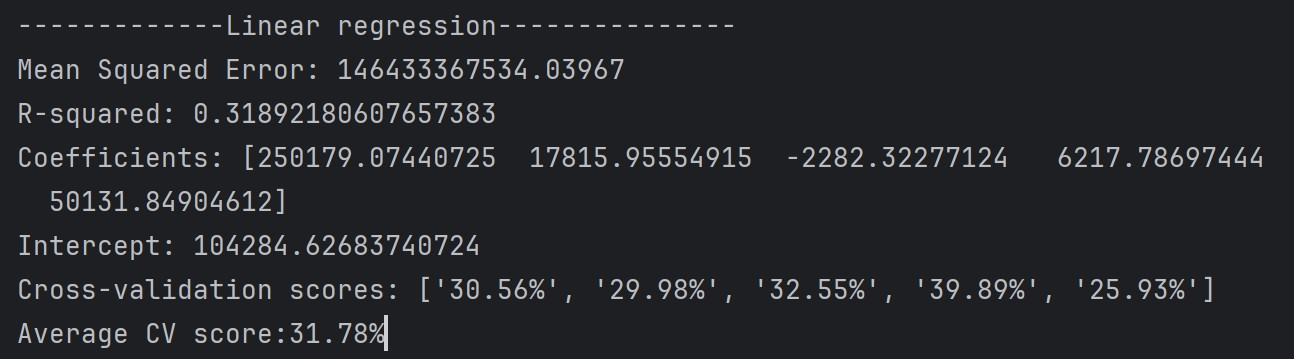 -------------Linear regression---------------
Mean Squared Error: 146433367534.03967
R-squared: 0.31892180607657383
Coefficients: [250179.07440725  17815.95554915  -2282.32277124   6217.78697444
  50131.84904612]
Intercept: 104284.62683740724
Cross-validation scores: ['30.56%', '29.98%', '32.55%', '39.89%', '25.93%']
Average CV score:31.78%